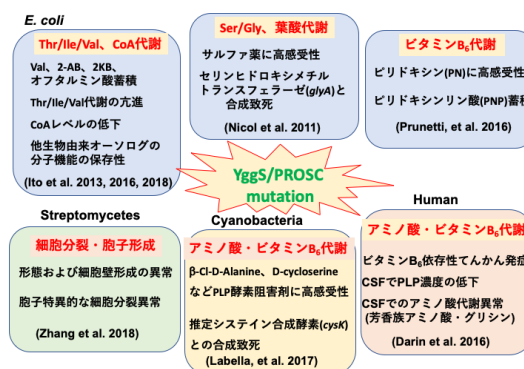 E. coli
Thr/Ile/Val、CoA代謝
Val、2-AB、2KB、
オフタルミン酸蓄積
Thr/Ile/Val代謝の亢進
CoAレベルの低下
他生物由来オーソログの
分子機能の保存性
(Ito et al. 2013, 2016, 2018)
Ser/Gly、葉酸代謝
サルファ薬に高感受性
セリンヒドロキシメチル
トランスフェラーゼ(glyA)と
合成致死
(Nicol et al. 2011)
ビタミンB₆代謝
ピリドキシン(PN)に高感受性
ピリドキシンリン酸(PNP)蓄積
(Prunetti, et al. 2016)
YggS/PROSC
mutation
Streptomycetes
細胞分裂・胞子形成
形態および細胞壁形成の異常
胞子特異的な細胞分裂異常
(Zhang et al. 2018)
Cyanobacteria
アミノ酸・ビタミンB₆代謝
β-Cl-D-Alanine、D-cycloserine
などPLP酵素阻害剤に高感受性
推定システイン合成酵素(cysK)
との合成致死
(Labella, et al. 2017)
Human
アミノ酸・ビタミンB₆代謝
ビタミンB₆依存性てんかん発症
CSFでPLP濃度の低下
CSFでのアミノ酸代謝異常
(芳香族アミノ酸・グリシン)
(Darin et al. 2016)